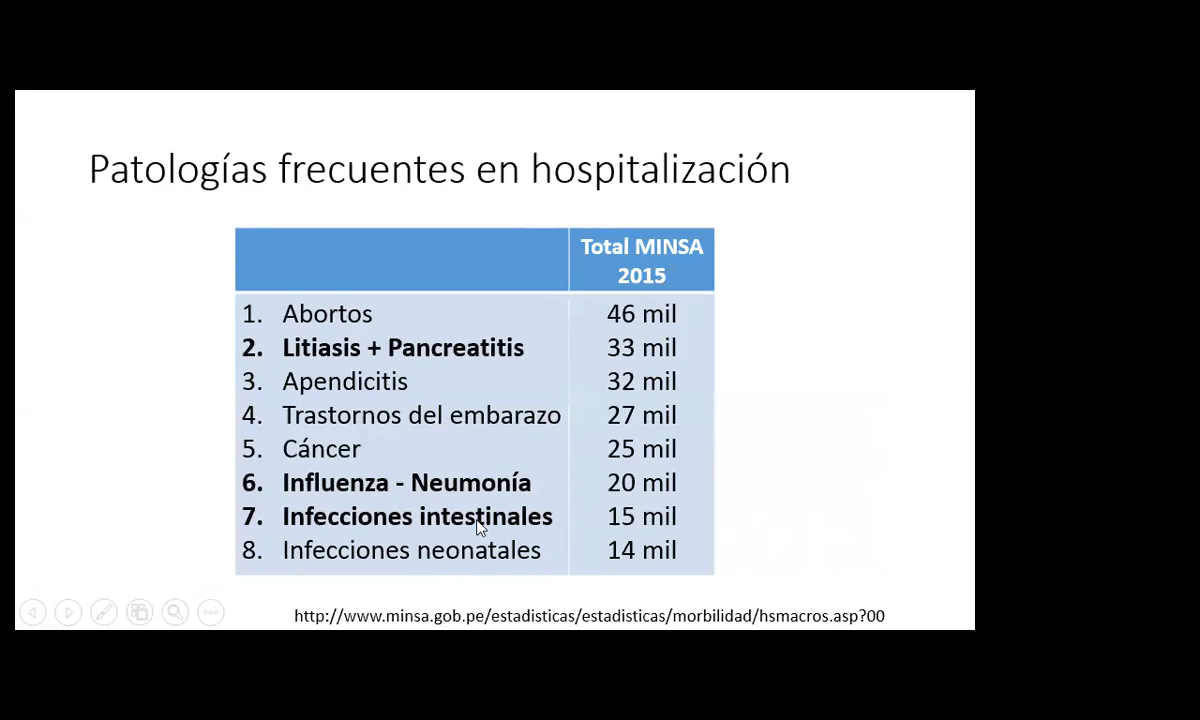 Patologías frecuentes en hospitalización
Total MINSA
2015
1. Abortos 46 mil
2. Litiasis + Pancreatitis 33 mil
3. Apendicitis 32 mil
4. Trastornos del embarazo 27 mil
5. Cáncer 25 mil
6. Influenza - Neumonía 20 mil
7. Infecciones intestinales 15 mil
8. Infecciones neonatales 14 mil
http://www.minsa.gob.pe/estadisticas/estadisticas/morbilidad/hsmacros.asp?00